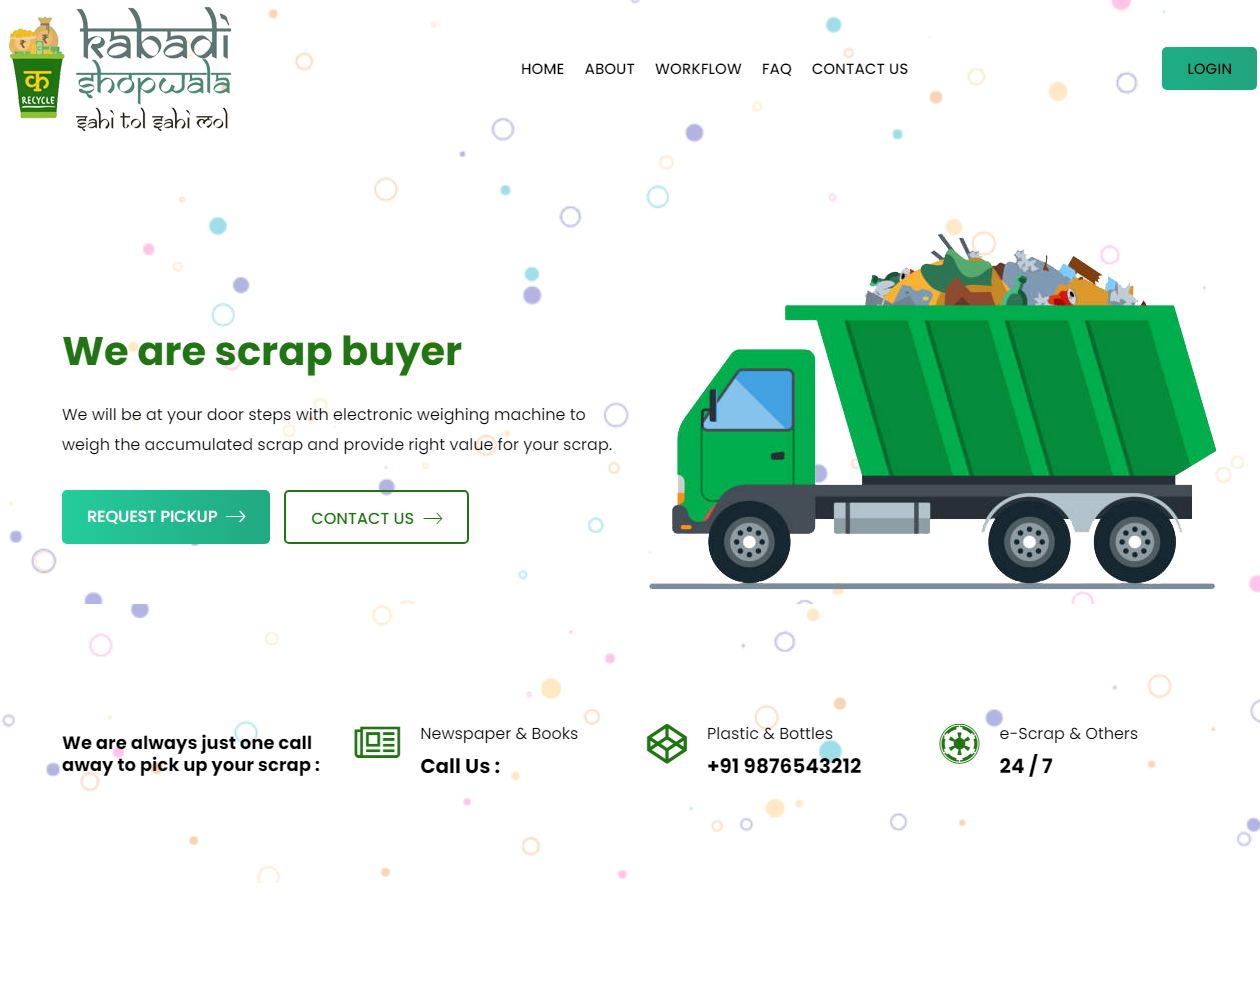 kabadi
shopwala
sahi tol sahi mol
क
RECYCLE
₹ ₹
HOME ABOUT WORKFLOW FAQ CONTACT US
LOGIN
We are scrap buyer
We will be at your door steps with electronic weighing machine to
weigh the accumulated scrap and provide right value for your scrap.
REQUEST PICKUP
CONTACT US
We are always just one call
away to pick up your scrap :
Newspaper & Books
Call Us :
Plastic & Bottles
+91 9876543212
e-Scrap & Others
24 / 7